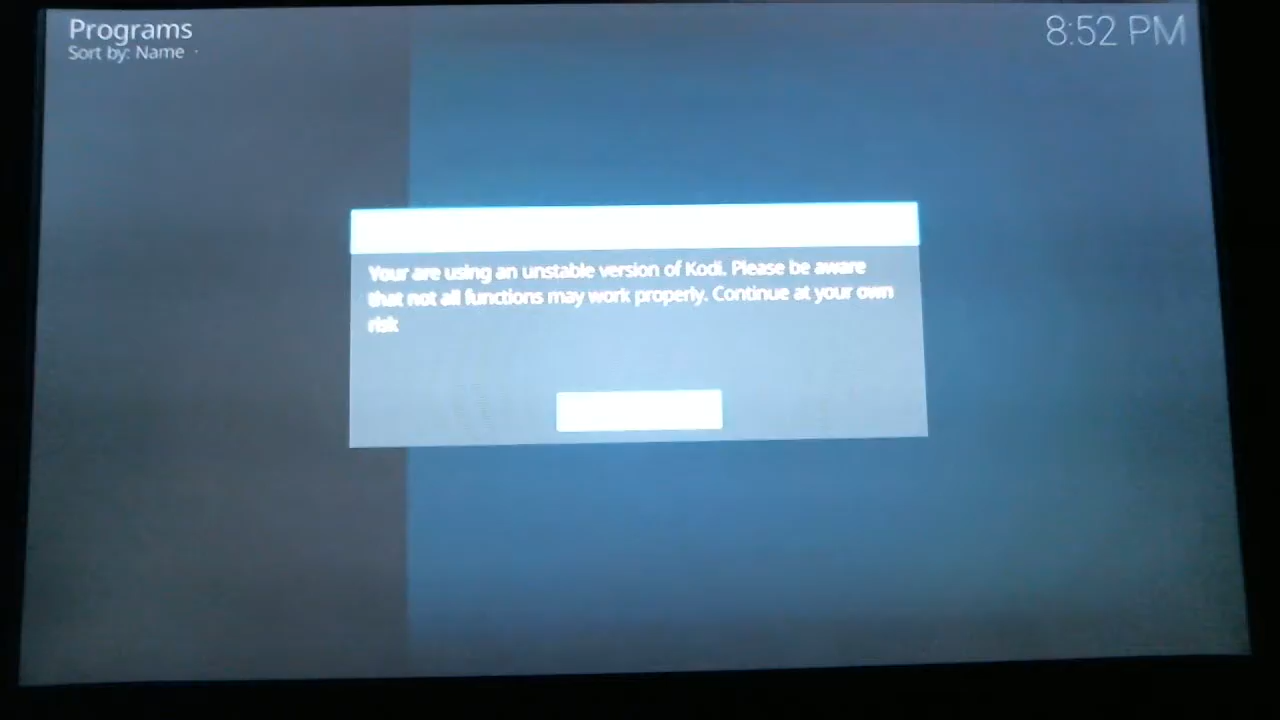 Programs
Sort by: Name ·
8:52 PM
Your are using an unstable version of Kodi. Please be aware
that not all functions may work properly. Continue at your own
risk